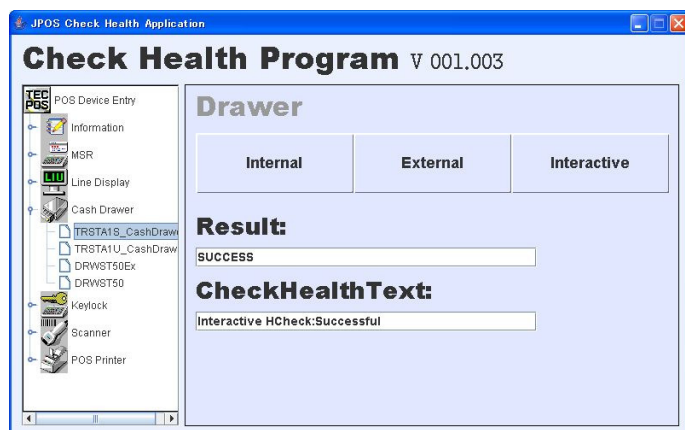 JPOS Check Health Application
Check Health Program V 001.003
TEC POS
POS Device Entry
Information
MSR
Line Display
Cash Drawer
TRSTA1S_CashDraw
TRSTA1U_CashDraw
DRWST50Ex
DRWST50
Keylock
Scanner
POS Printer
Drawer
Internal External Interactive
Result:
SUCCESS
CheckHealthText:
Interactive HCheck:Successful